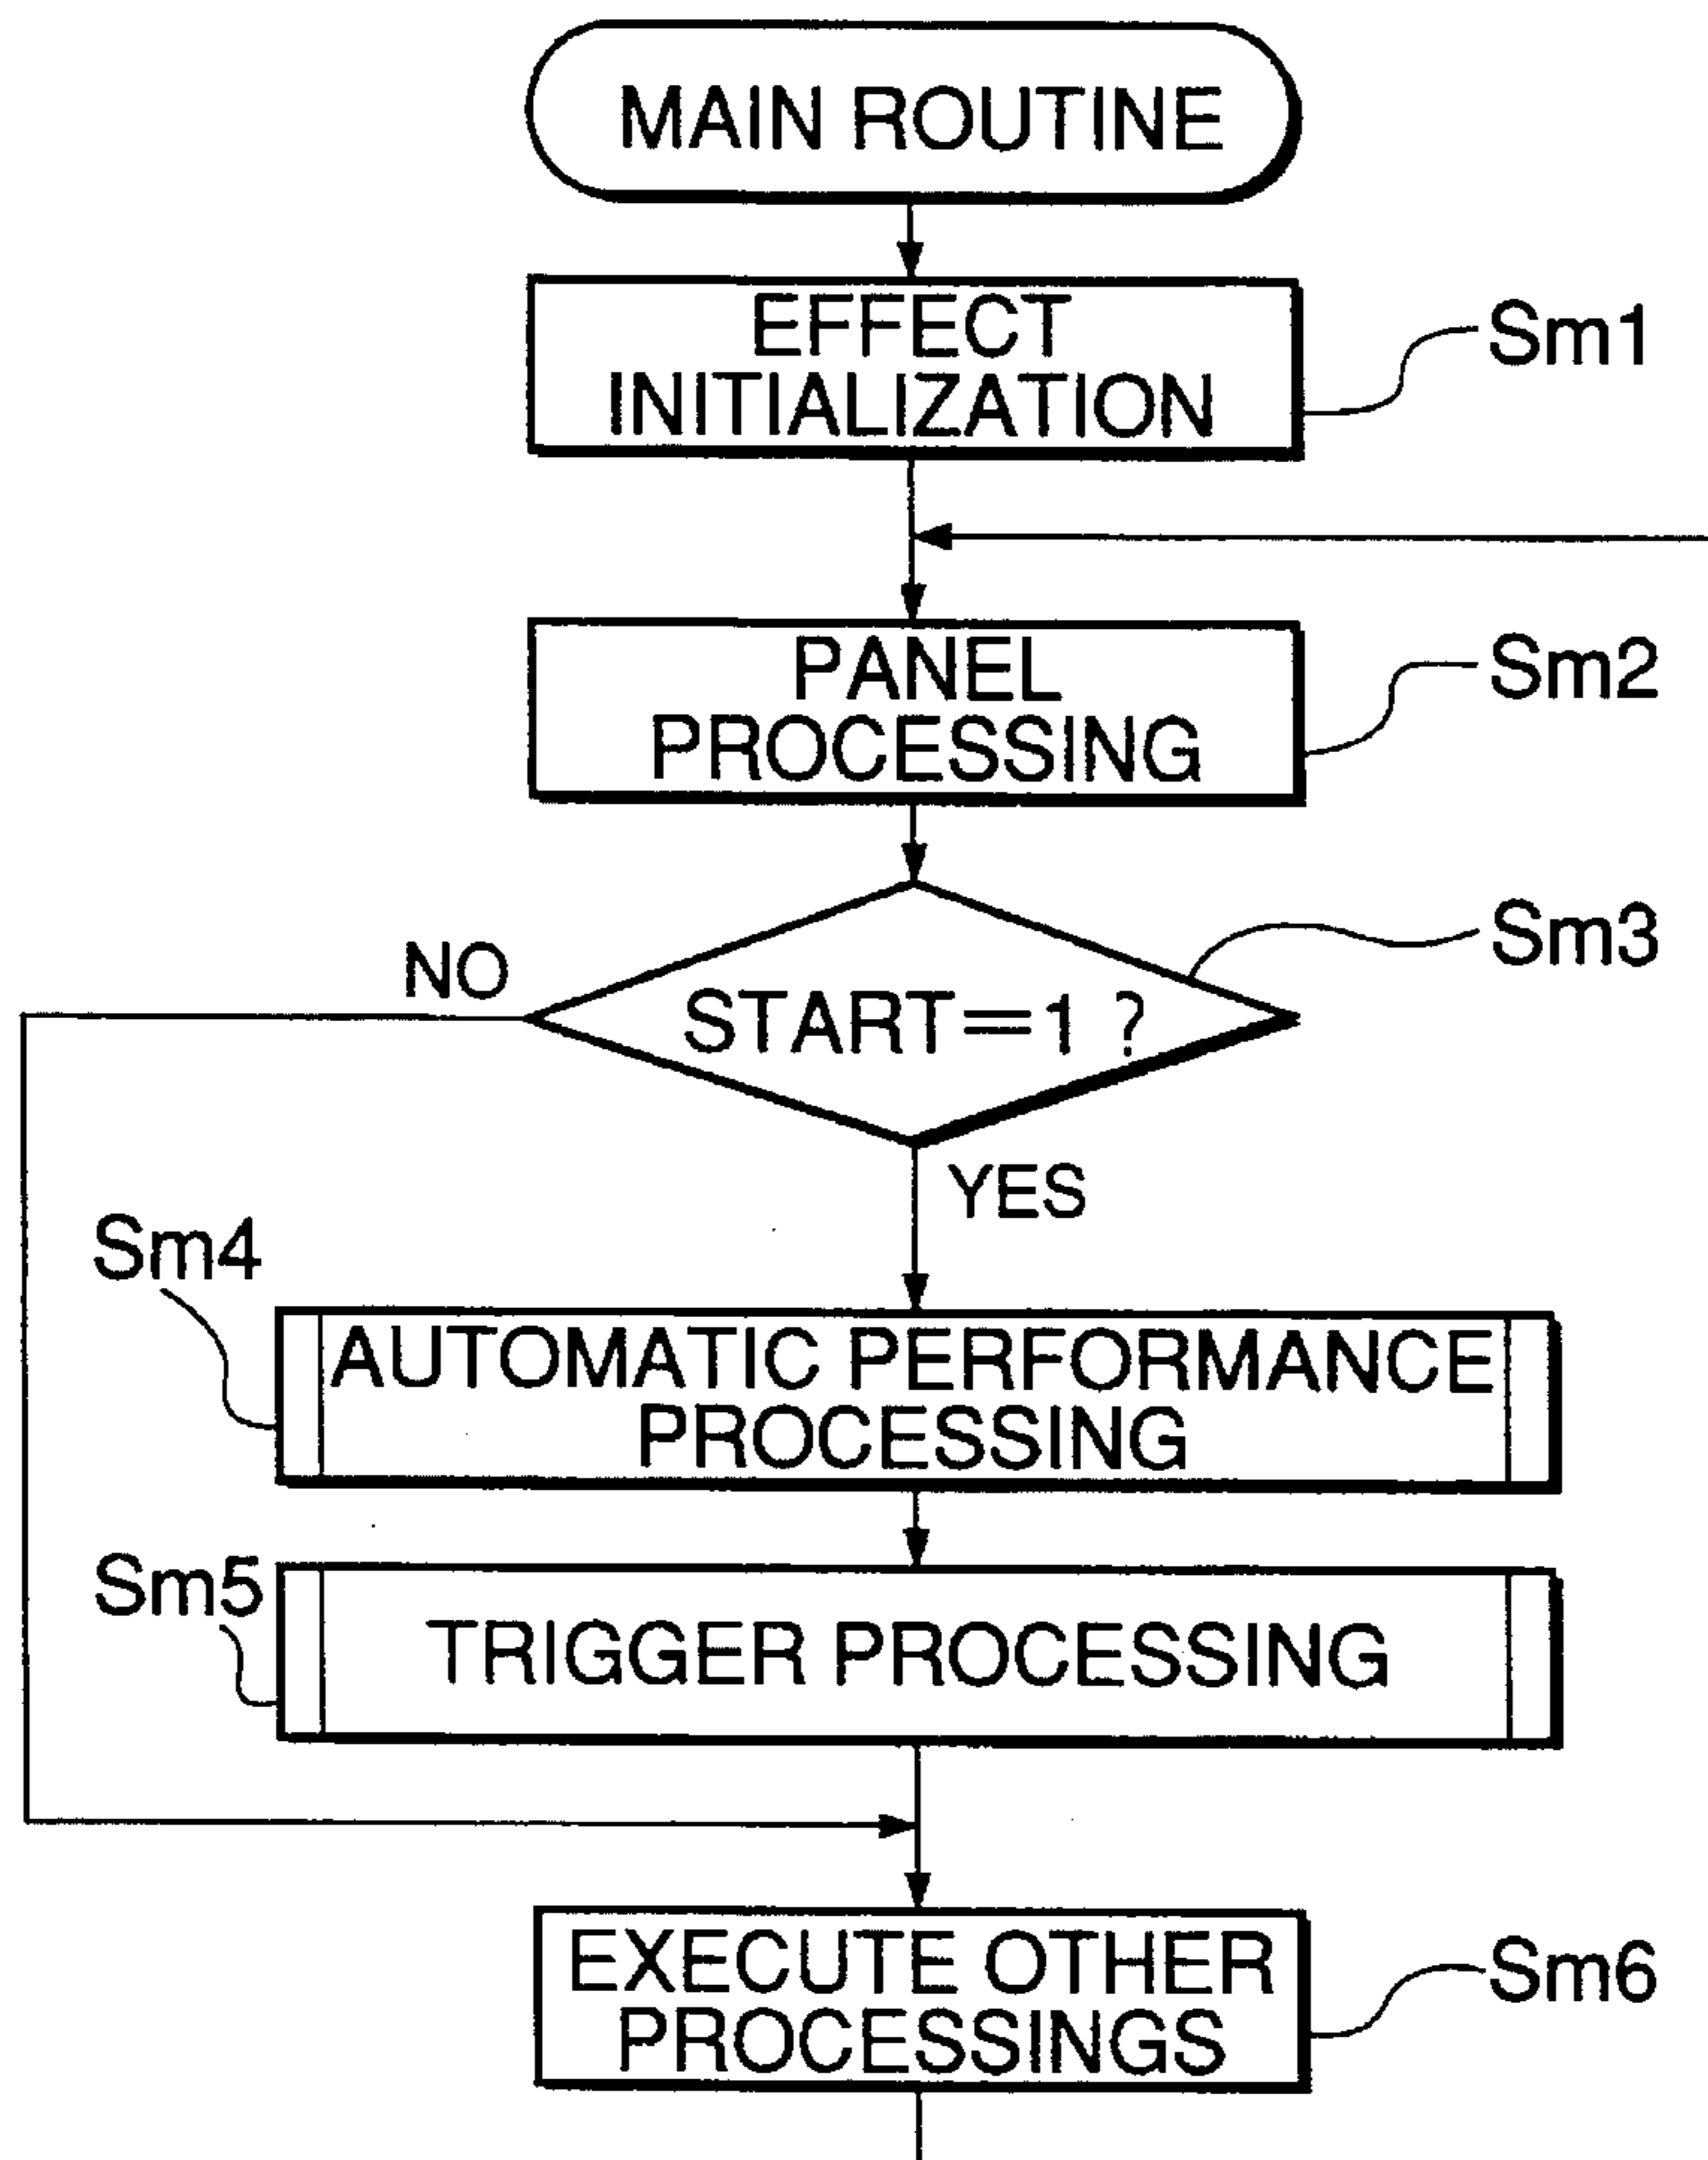 MAIN ROUTINE
EFFECT
INITIALIZATION
Sm1
PANEL
PROCESSING
Sm2
START=1 ?
Sm3
NO
YES
Sm4
AUTOMATIC PERFORMANCE
PROCESSING
Sm5
TRIGGER PROCESSING
EXECUTE OTHER
PROCESSINGS
Sm6